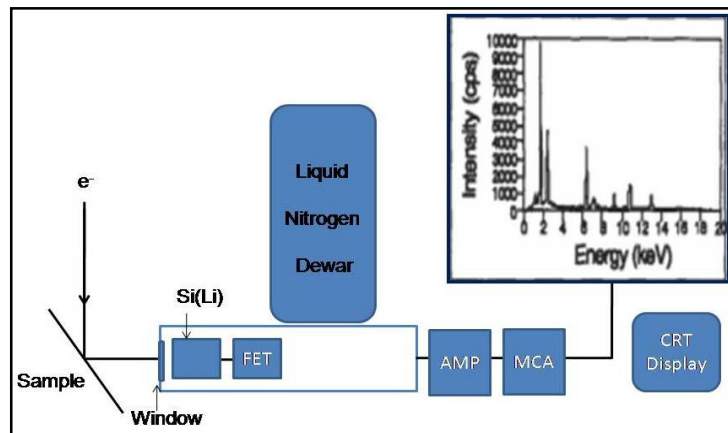 e⁻
Sample
Window
Si(Li)
FET
Liquid
Nitrogen
Dewar
AMP
MCA
CRT
Display
Intensity (cps)
10000
9000
8000
7000
6000
5000
4000
3000
2000
1000
0
0 2 4 6 8 10 12 14 16 18 20
Energy (keV)